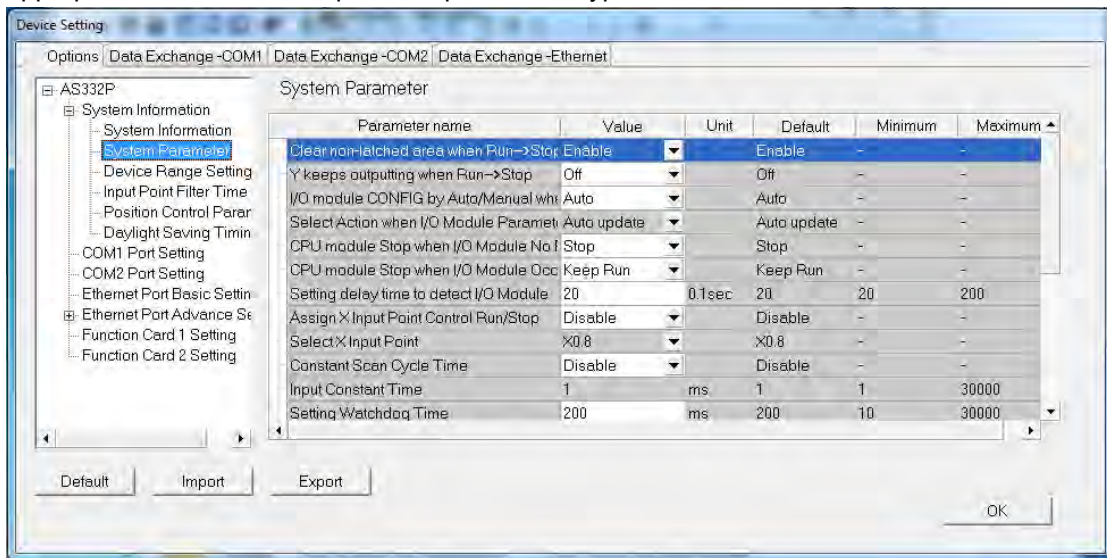 Device Setting
Options Data Exchange -COM1 Data Exchange -COM2 Data Exchange -Ethernet
AS332P
System Information
System Information
System Parameter
Device Range Setting
Input Point Filter Time
Position Control Parar
Daylight Saving Timin
COM1 Port Setting
COM2 Port Setting
Ethernet Port Basic Settin
Ethernet Port Advance Se
Function Card 1 Setting
Function Card 2 Setting
System Parameter
Parameter name Value Unit Default Minimum Maximum
Clear non-latched area when Run->Stop Enable Enable - -
Y keeps outputting when Run->Stop Off Off - -
I/O module CONFIG by Auto/Manual whe Auto Auto - -
Select Action when I/O Module Paramete Auto update Auto update - -
CPU module Stop when I/O Module No Stop Stop - -
CPU module Stop when I/O Module Occ Keep Run Keep Run - -
Setting delay time to detect I/O Module 20 0.1sec 20 20 200
Assign X Input Point Control Run/Stop Disable Disable - -
Select X Input Point X0.8 X0.8 - -
Constant Scan Cycle Time Disable Disable - -
Input Constant Time 1 ms 1 1 30000
Setting Watchdog Time 200 ms 200 10 30000
Default Import Export
OK